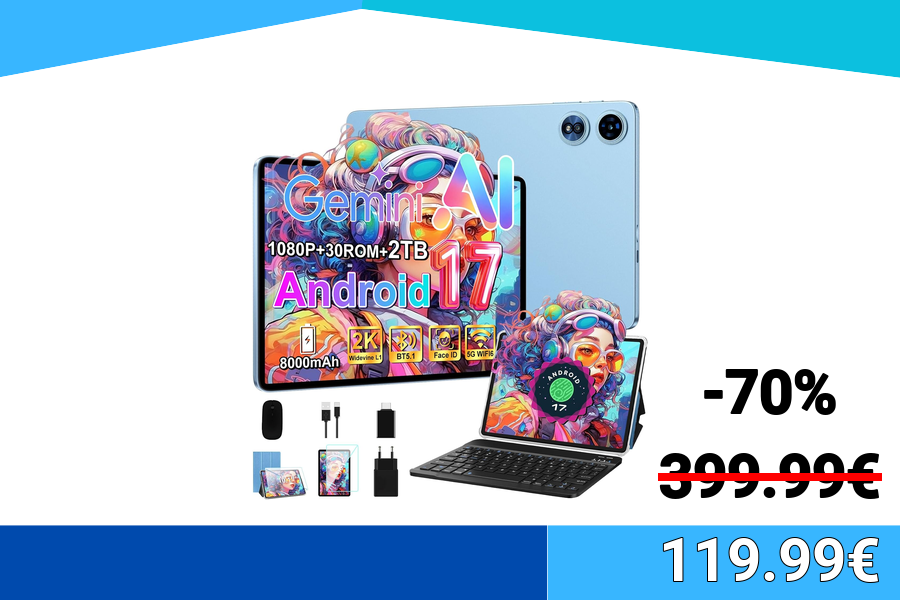 Gemini.AI
1080P+30ROM+2TB
Android 17
8000mAh
2K
Widevine L1
BT5.1
Face ID
5G WIFI6
ANDROID
17
-70%
399.99€
119.99€